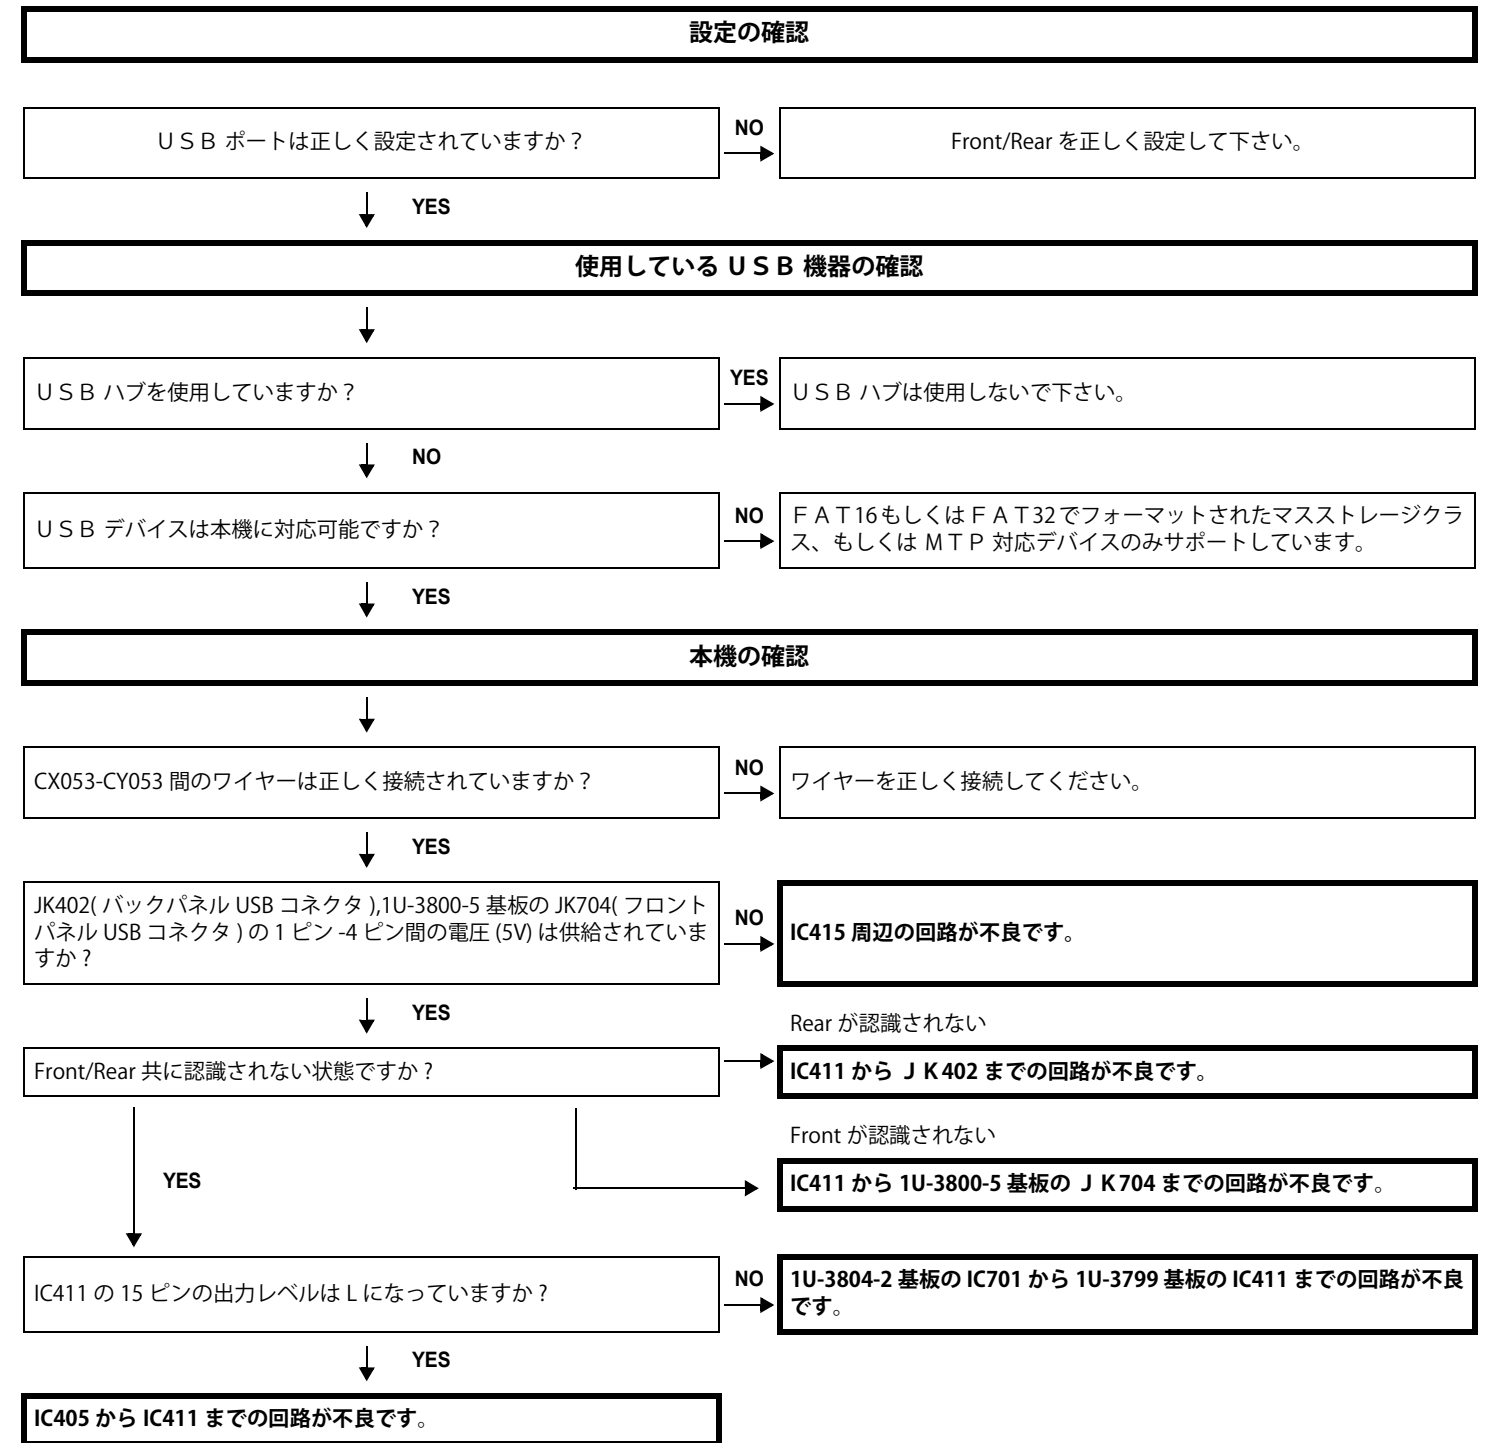 設定の確認
ＵＳＢ ポートは正しく設定されていますか？
NO
Front/Rear を正しく設定して下さい。
YES
使用している ＵＳＢ 機器の確認
ＵＳＢ ハブを使用していますか？
YES
ＵＳＢ ハブは使用しないで下さい。
NO
ＵＳＢ デバイスは本機に対応可能ですか？
NO
ＦＡＴ16 もしくは ＦＡＴ32 でフォーマットされたマスストレージクラ
ス、もしくは ＭＴＰ 対応デバイスのみサポートしています。
YES
本機の確認
CX053-CY053 間のワイヤーは正しく接続されていますか？
NO
ワイヤーを正しく接続してください。
YES
JK402( バックパネル USB コネクタ ),1U-3800-5 基板の JK704( フロント
パネル USB コネクタ ) の 1 ピン -4 ピン間の電圧 (5V) は供給されていま
すか ?
NO
IC415 周辺の回路が不良です。
YES
Rear が認識されない
Front/Rear 共に認識されない状態ですか ?
IC411 から ＪＫ402 までの回路が不良です。
Front が認識されない
YES
IC411 から 1U-3800-5 基板の ＪＫ704 までの回路が不良です。
IC411 の 15 ピンの出力レベルは L になっていますか ?
NO
1U-3804-2 基板の IC701 から 1U-3799 基板の IC411 までの回路が不良
です。
YES
IC405 から IC411 までの回路が不良です。